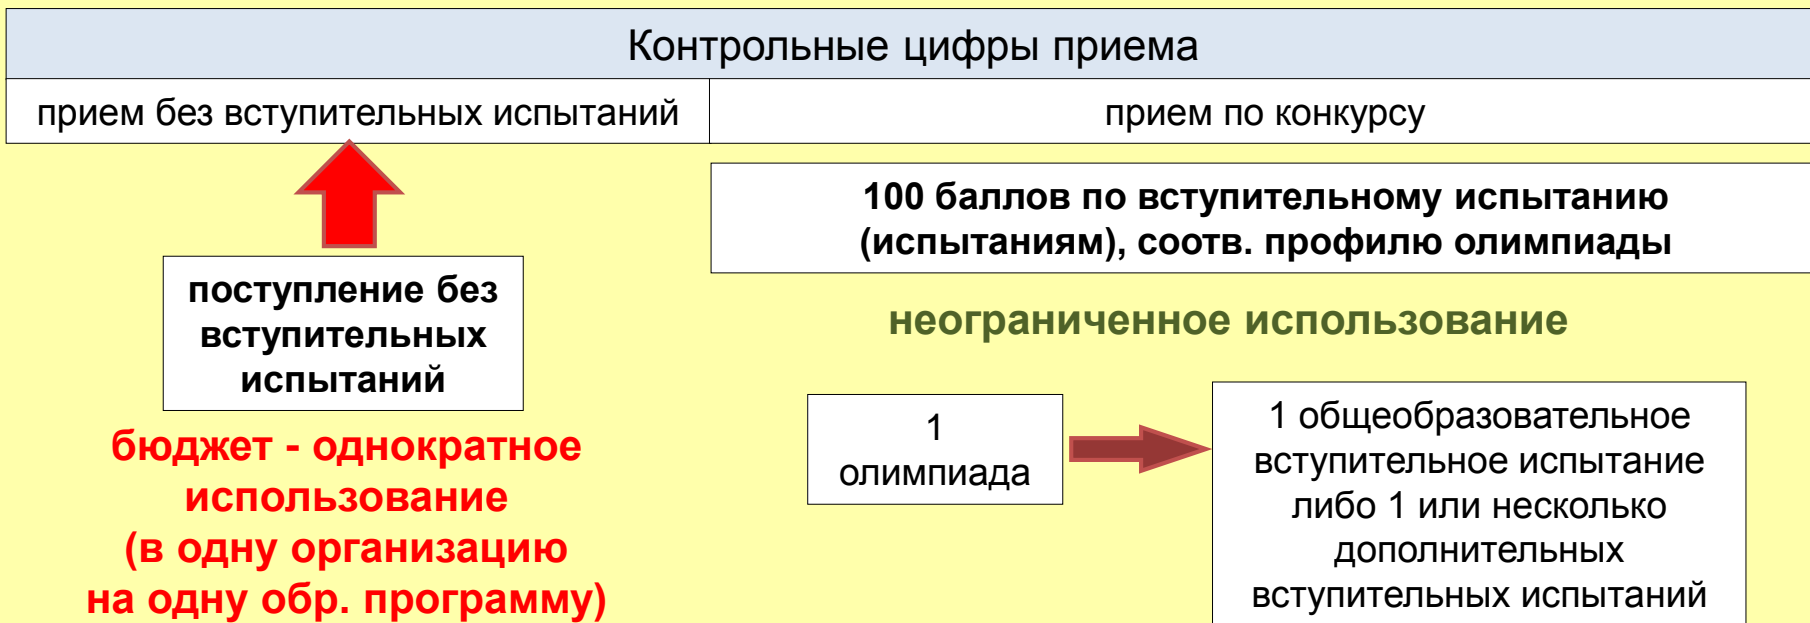 Контрольные цифры приема
прием без вступительных испытаний
прием по конкурсу
100 баллов по вступительному испытанию
(испытаниям), соотв. профилю олимпиады
поступление без
вступительных
испытаний
неограниченное использование
бюджет - однократное
использование
(в одну организацию
на одну обр. программу)
1
олимпиада
1 общеобразовательное
вступительное испытание
либо 1 или несколько
дополнительных
вступительных испытаний